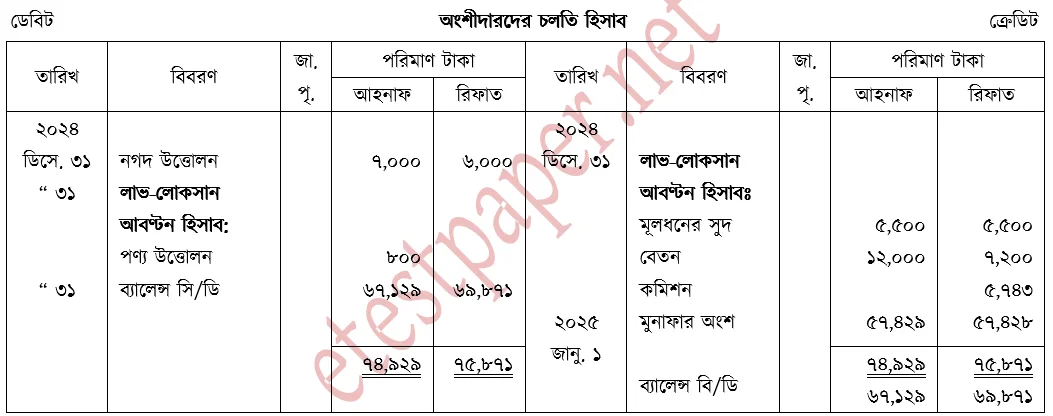 ডেবিট অংশীদারদের চলতি হিসাব ক্রেডিট
তারিখ বিবরণ জা. পৃ. পরিমাণ টাকা তারিখ বিবরণ জা. পৃ. পরিমাণ টাকা
আহনাফ রিফাত আহনাফ রিফাত
২০২৪ ২০২৪
ডিসে. ৩১ নগদ উত্তোলন ৭,০০০ ৬,০০০ ডিসে. ৩১ লাভ-লোকসান
“ ৩১ লাভ-লোকসান আবণ্টন হিসাবঃ
আবণ্টন হিসাব: মূলধনের সুদ ৫,৫০০ ৫,৫০০
পণ্য উত্তোলন ৮০০ বেতন ১২,০০০ ৭,২০০
“ ৩১ ব্যালেন্স সি/ডি ৬৭,১২৯ ৬৯,৮৭১ কমিশন ৫,৭৪৩
২০২৫ মুনাফার অংশ ৫৭,৪২৯ ৫৭,৪২৮
৭৪,৯২৯ ৭৫,৮৭১ জানু. ১ ৭৪,৯২৯ ৭৫,৮৭১
ব্যালেন্স বি/ডি ৬৭,১২৯ ৬৯,৮৭১
etestpaper.net